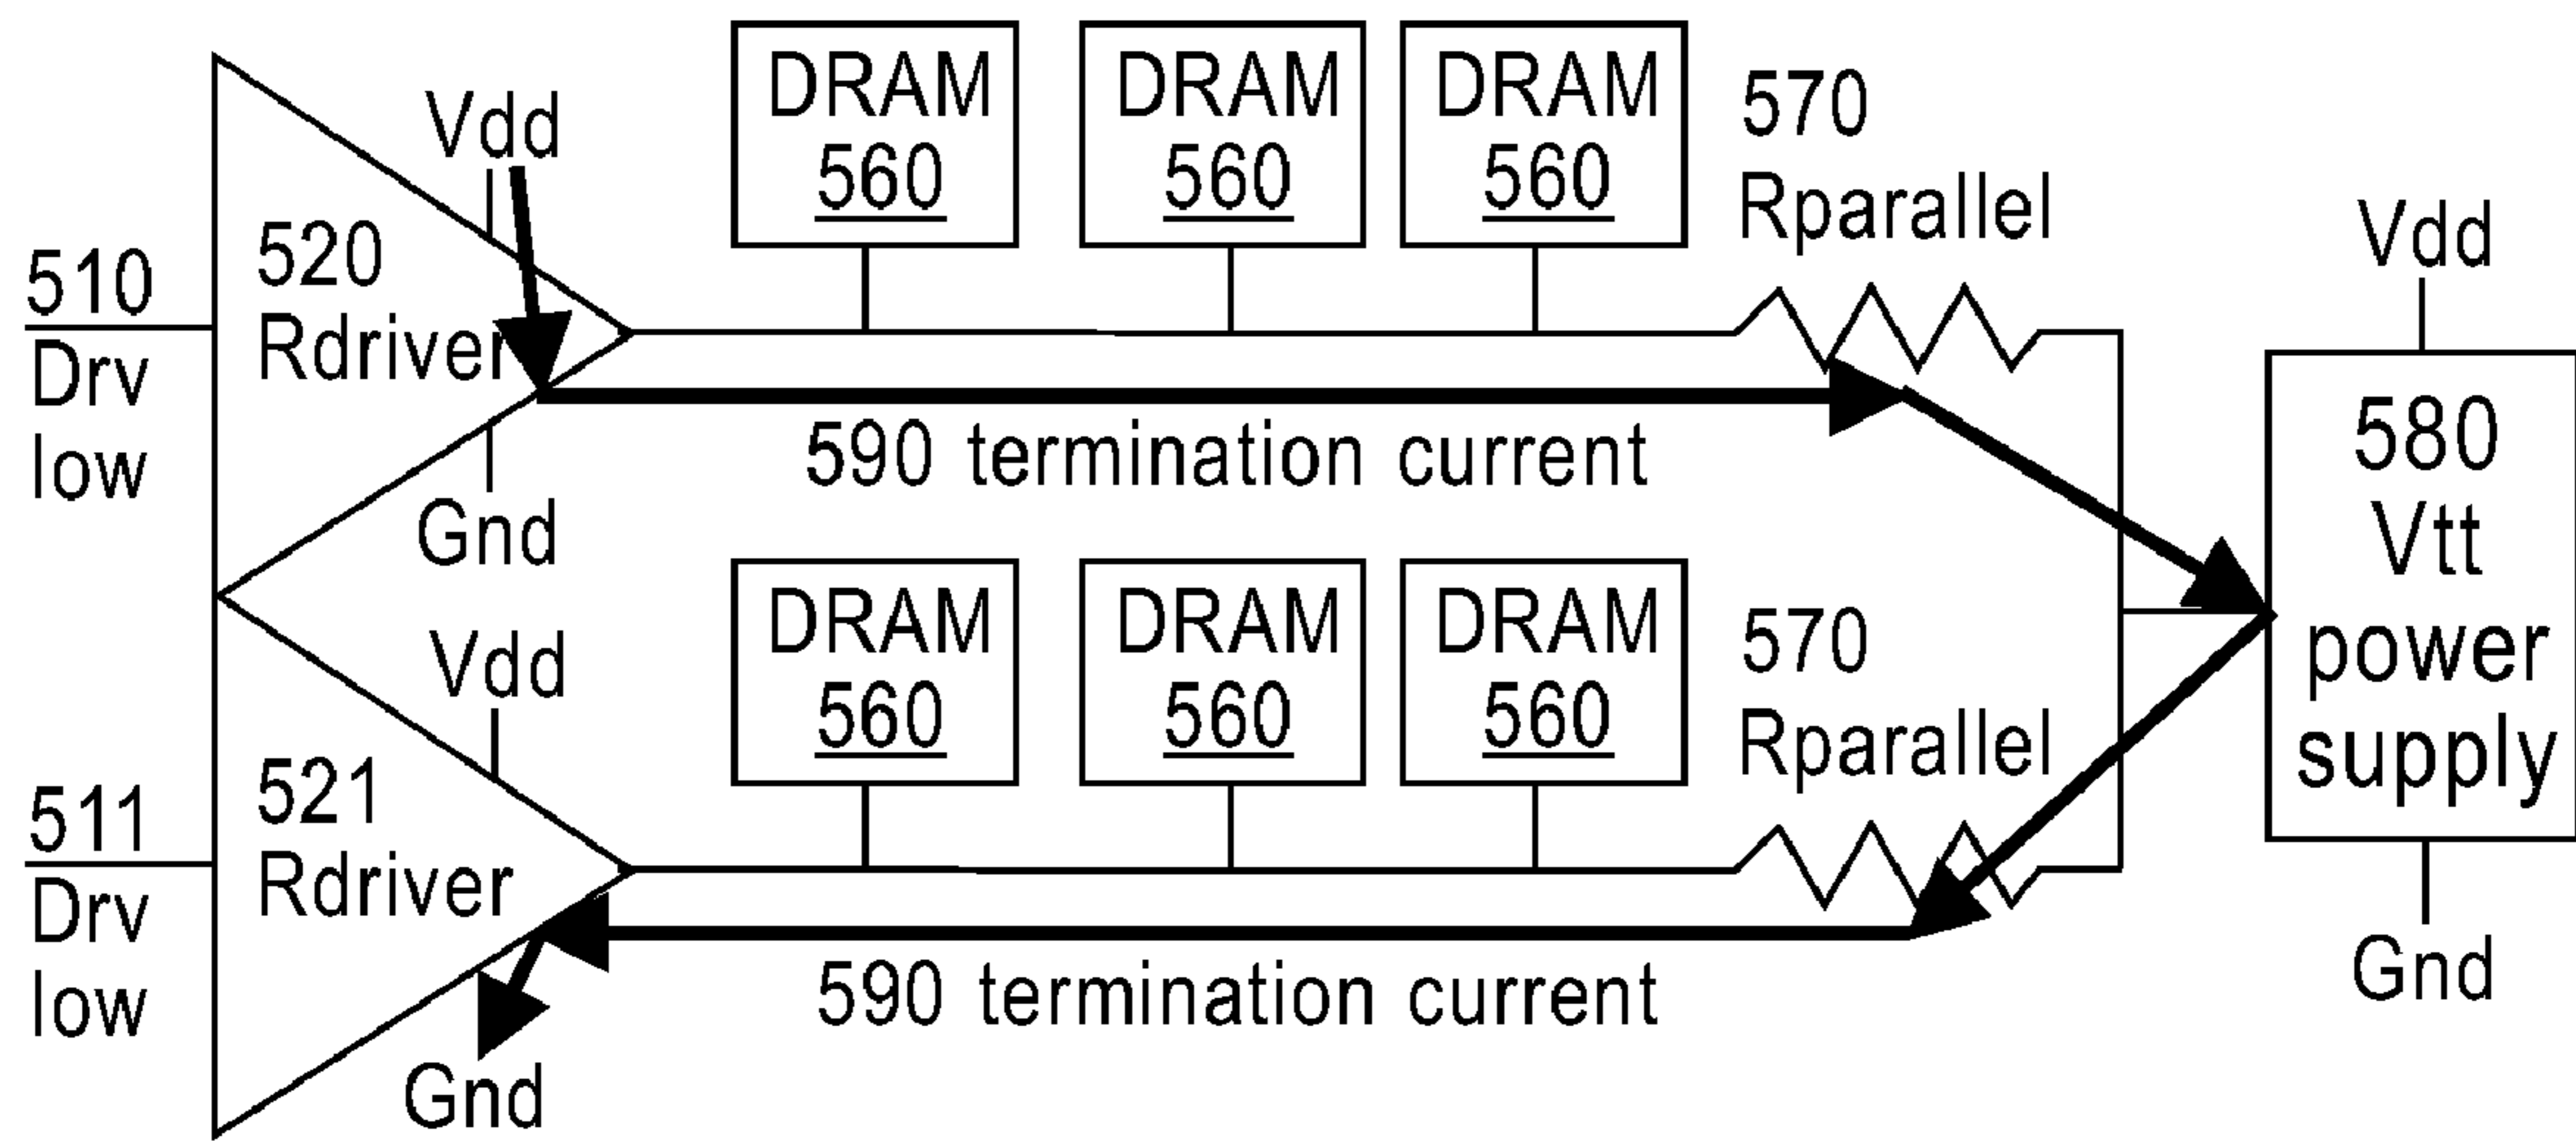 DRAM
560
DRAM
560
DRAM
560
570
Rparallel
Vdd
510
Drv
low
520
Rdriver
Gnd
590 termination current
Vdd
580
Vtt
power
supply
Gnd
DRAM
560
DRAM
560
DRAM
560
570
Rparallel
Vdd
511
Drv
low
521
Rdriver
Gnd
590 termination current